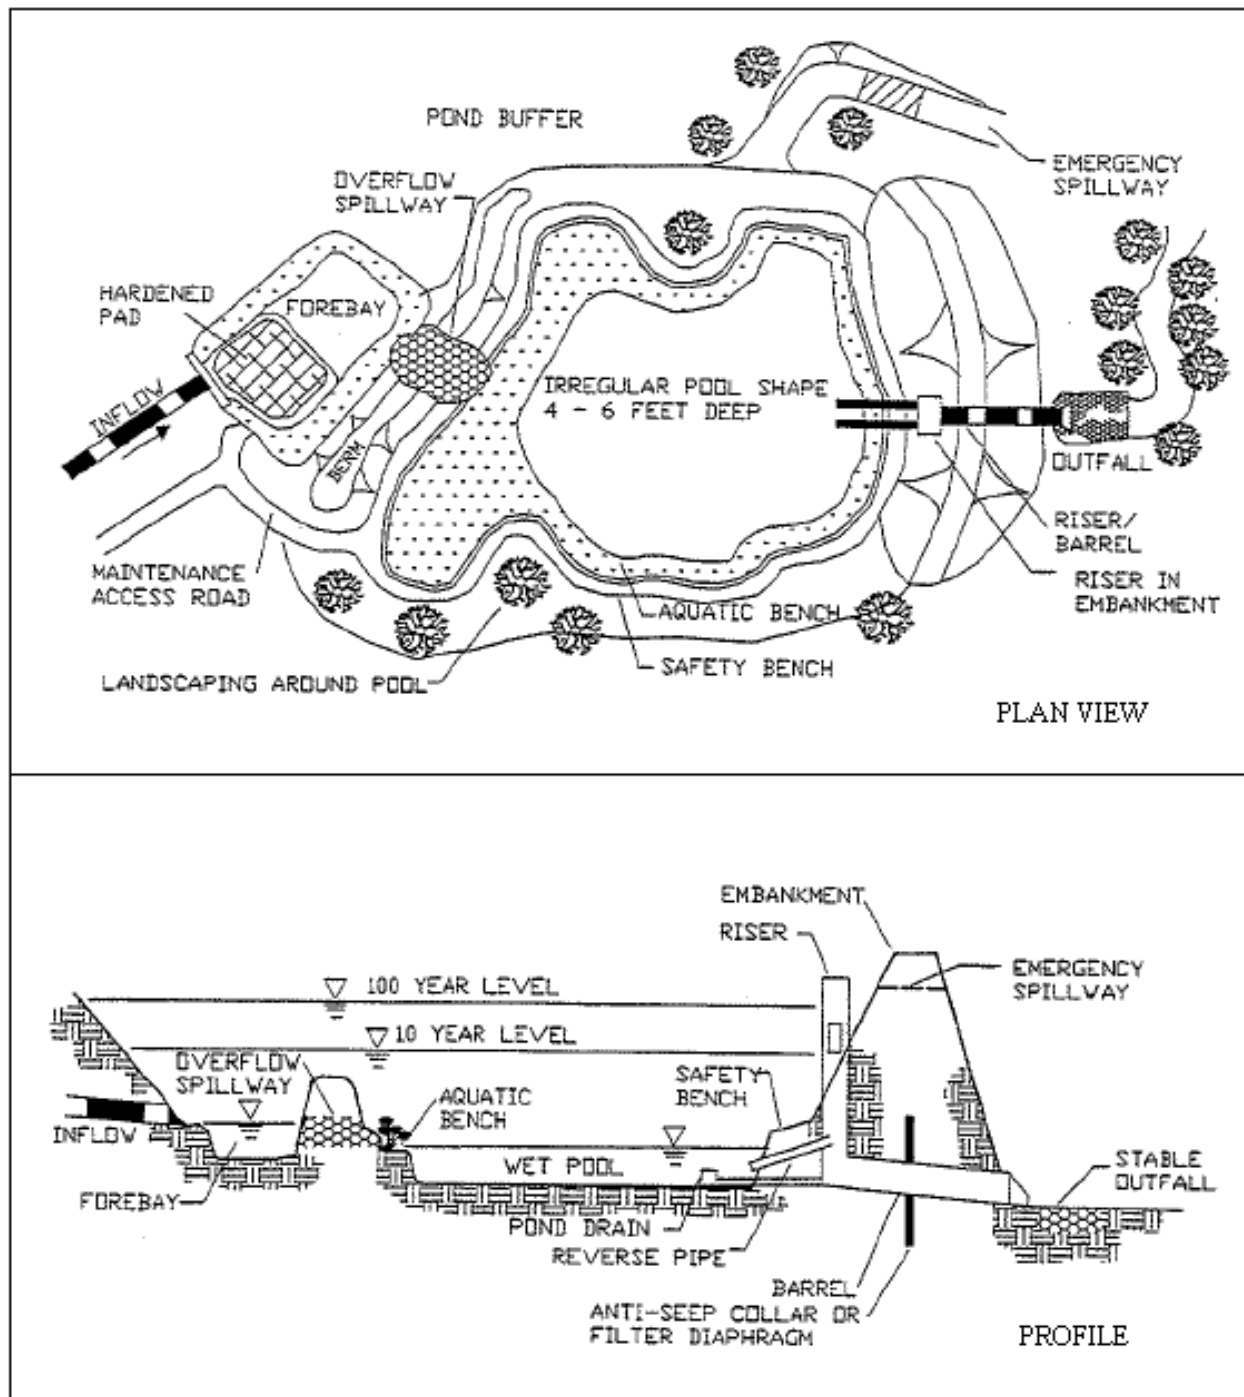 POND BUFFER
EMERGENCY
SPILLWAY
OVERFLOW
SPILLWAY
HARDENED
PAD
FOREBAY
INFLOW
BERM
IRREGULAR POOL SHAPE
4 - 6 FEET DEEP
OUTFALL
RISER/
BARREL
RISER IN
EMBANKMENT
MAINTENANCE
ACCESS ROAD
AQUATIC BENCH
SAFETY BENCH
LANDSCAPING AROUND POOL
PLAN VIEW
EMBANKMENT
RISER
EMERGENCY
SPILLWAY
100 YEAR LEVEL
10 YEAR LEVEL
OVERFLOW
SPILLWAY
AQUATIC
BENCH
SAFETY
BENCH
INFLOW
FOREBAY
WET POOL
STABLE
OUTFALL
POND DRAIN
REVERSE PIPE
BARREL
ANTI-SEEP COLLAR OR
FILTER DIAPHRAGM
PROFILE